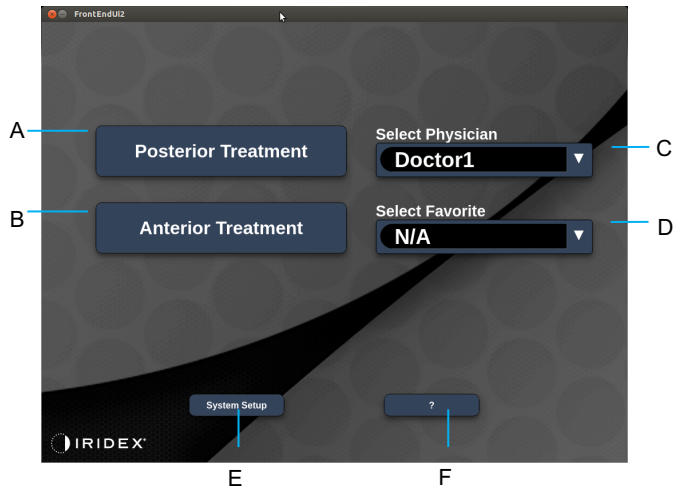 FrontEndUi2
A
Posterior Treatment
Select Physician
Doctor1
▼
C
B
Anterior Treatment
Select Favorite
N/A
▼
D
System Setup
?
IRIDEX
E
F